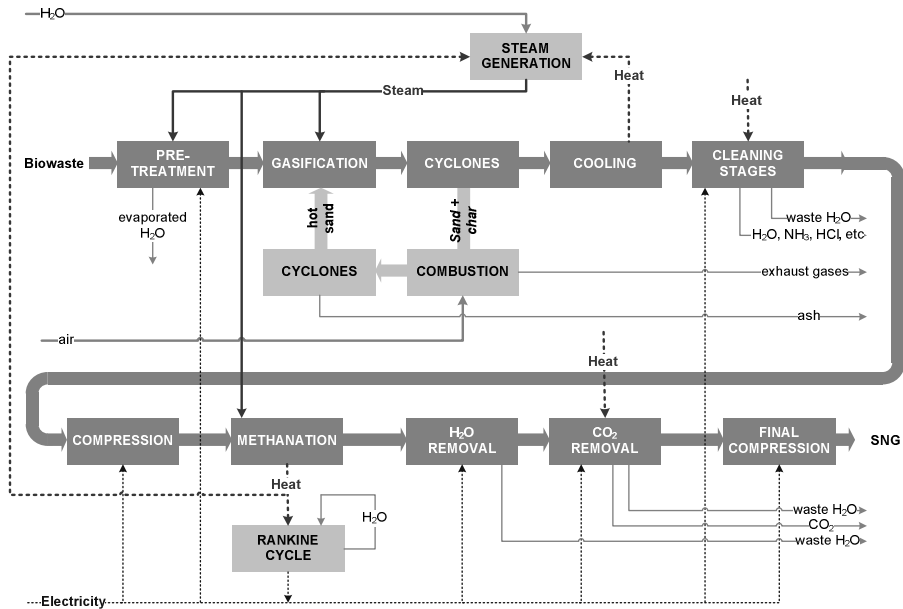 H₂O
STEAM
GENERATION
Heat
Steam
Heat
Biowaste
PRE-
TREATMENT
GASIFICATION
CYCLONES
COOLING
CLEANING
STAGES
evaporated
H₂O
hot
sand
Sand +
char
waste H₂O
H₂O, NH₃, HCl, etc
CYCLONES
COMBUSTION
exhaust gases
ash
air
Heat
COMPRESSION
METHANATION
H₂O
REMOVAL
CO₂
REMOVAL
FINAL
COMPRESSION
SNG
Heat
H₂O
RANKINE
CYCLE
waste H₂O
CO₂
waste H₂O
Electricity